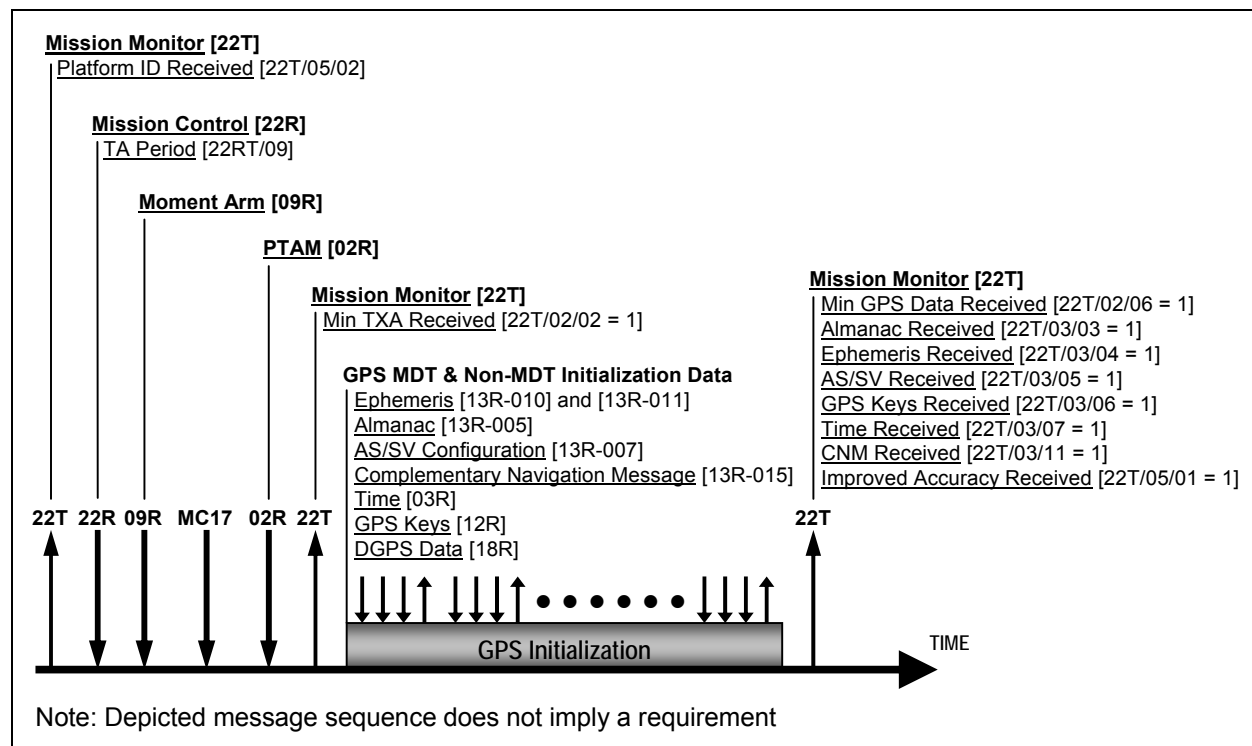 Mission Monitor [22T]
Platform ID Received [22T/05/02]
Mission Control [22R]
TA Period [22RT/09]
Moment Arm [09R]
PTAM [02R]
Mission Monitor [22T]
Min TXA Received [22T/02/02 = 1]
GPS MDT & Non-MDT Initialization Data
Ephemeris [13R-010] and [13R-011]
Almanac [13R-005]
AS/SV Configuration [13R-007]
Complementary Navigation Message [13R-015]
Time [03R]
GPS Keys [12R]
DGPS Data [18R]
Mission Monitor [22T]
Min GPS Data Received [22T/02/06 = 1]
Almanac Received [22T/03/03 = 1]
Ephemeris Received [22T/03/04 = 1]
AS/SV Received [22T/03/05 = 1]
GPS Keys Received [22T/03/06 = 1]
Time Received [22T/03/07 = 1]
CNM Received [22T/03/11 = 1]
Improved Accuracy Received [22T/05/01 = 1]
22T 22R 09R MC17 02R 22T
22T
GPS Initialization
TIME
Note: Depicted message sequence does not imply a requirement